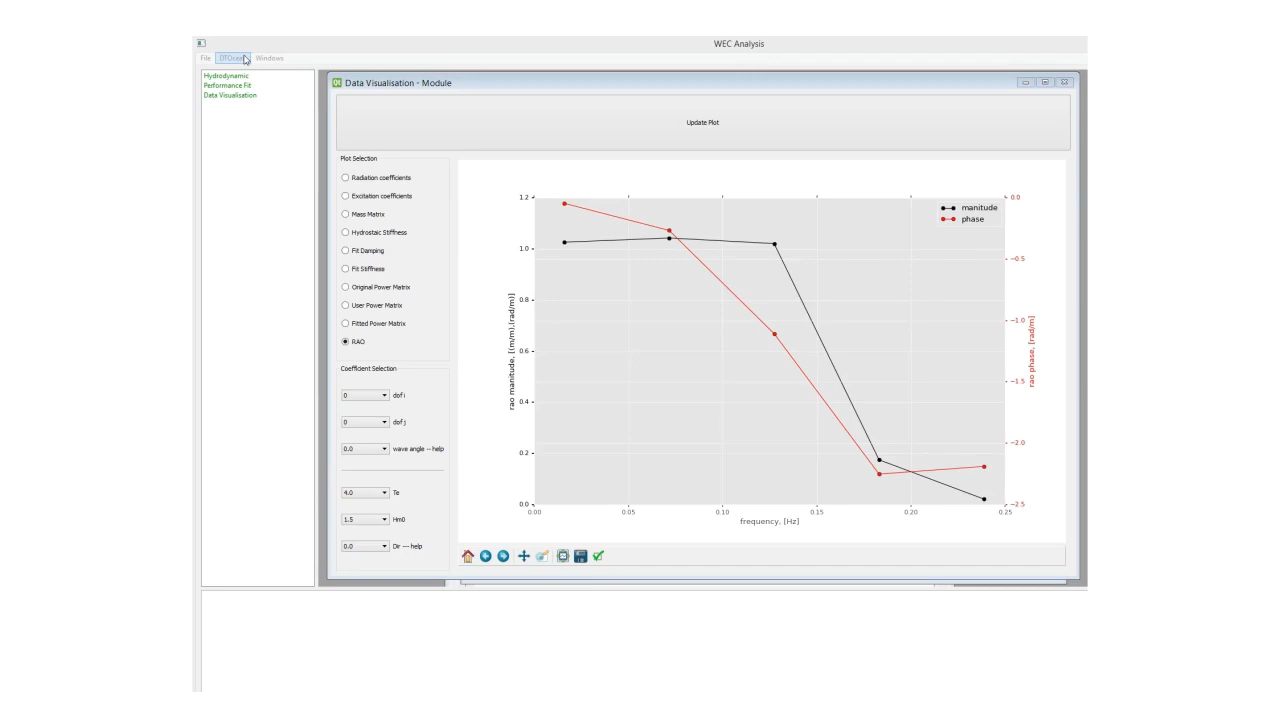 WEC Analysis
File DTOcean Windows
Hydrodynamic
Performance Fit
Data Visualisation
Data Visualisation - Module
Update Plot
Plot Selection
Radiation coefficients
Excitation coefficients
Mass Matrix
Hydrostaic Stiffness
Fit Damping
Fit Stiffness
Original Power Matrix
User Power Matrix
Fitted Power Matrix
RAO
Coefficient Selection
0 dof i
0 dof j
0.0 wave angle -- help
4.0 Te
1.5 Hm0
0.0 Dir --- help
manitude
phase
rao manitude, [(m/m),(rad/m)]
1.2
1.0
0.8
0.6
0.4
0.2
0.0
0.00 0.05 0.10 0.15 0.20 0.25
frequency, [Hz]
0.0
−0.5
−1.0
−1.5
−2.0
−2.5
rao phase, [rad/m]